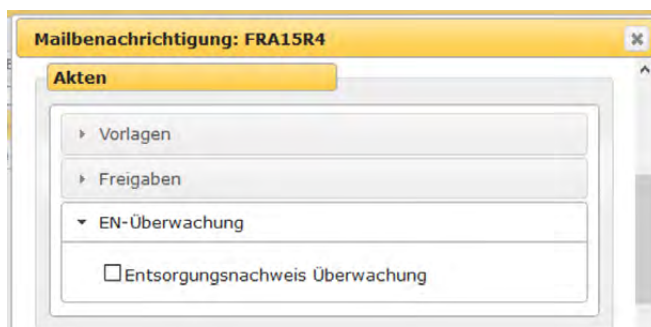 Mailbenachrichtigung: FRA15R4
Akten
Vorlagen
Freigaben
EN-Überwachung
Entsorgungsnachweis Überwachung